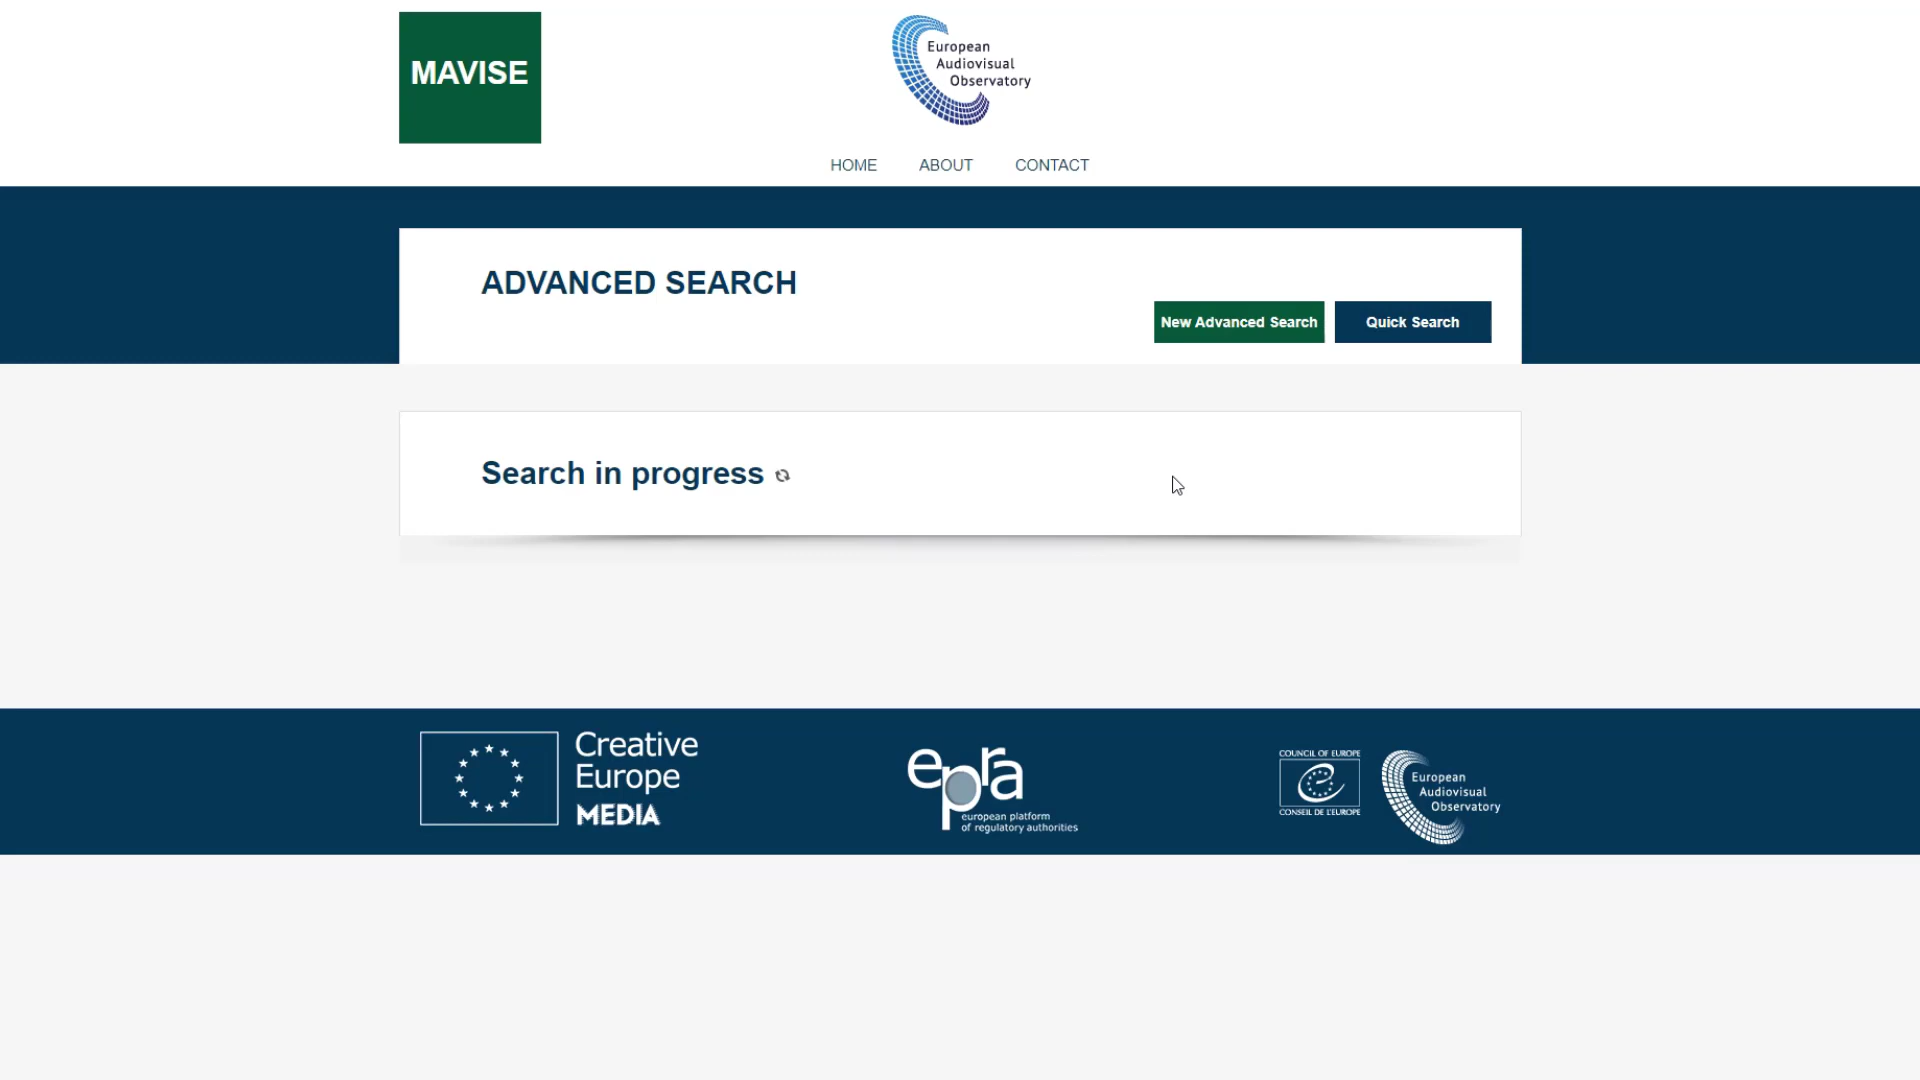 MAVISE
European
Audiovisual
Observatory
HOME ABOUT CONTACT
ADVANCED SEARCH
New Advanced Search Quick Search
Search in progress
Creative
Europe
MEDIA
epra
european platform
of regulatory authorities
COUNCIL OF EUROPE
CONSEIL DE L'EUROPE
European
Audiovisual
Observatory